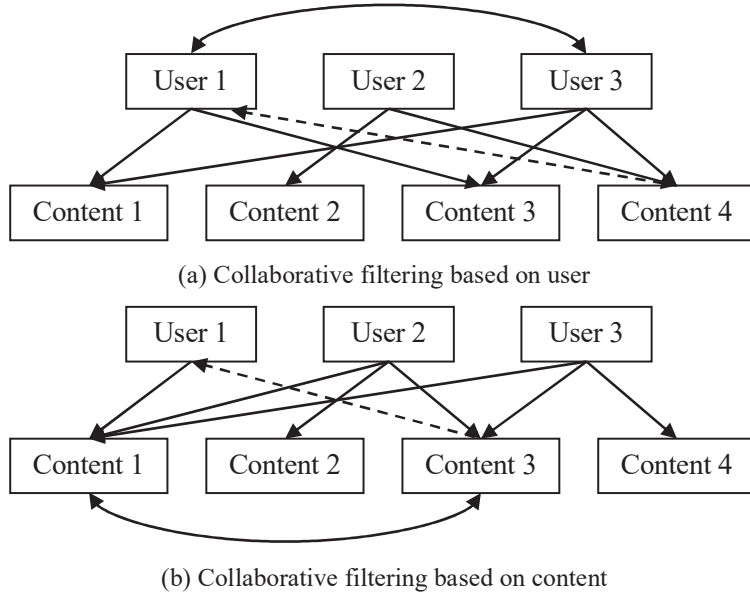 User 1 User 2 User 3
Content 1 Content 2 Content 3 Content 4
(a) Collaborative filtering based on user
User 1 User 2 User 3
Content 1 Content 2 Content 3 Content 4
(b) Collaborative filtering based on content